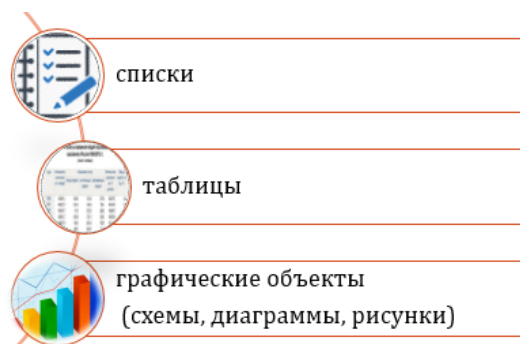 списки
таблицы
графические объекты
(схемы, диаграммы, рисунки)